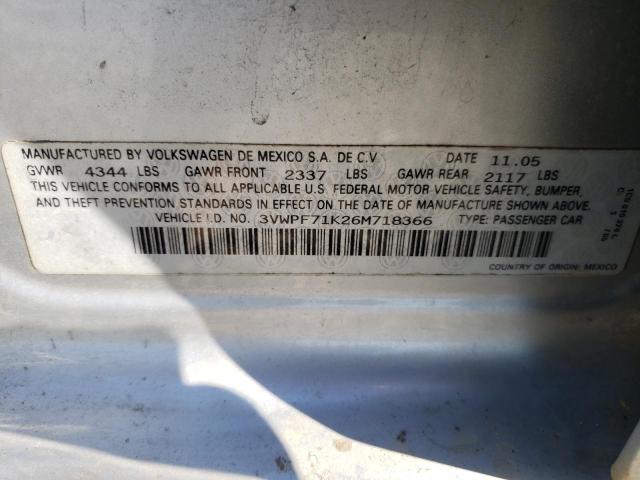 MANUFACTURED BY VOLKSWAGEN DE MEXICO S.A. DE C.V DATE 11.05
GVWR 4344 LBS GAWR FRONT 2337 LBS GAWR REAR 2117 LBS
THIS VEHICLE CONFORMS TO ALL APPLICABLE U.S. FEDERAL MOTOR VEHICLE SAFETY, BUMPER,
AND THEFT PREVENTION STANDARDS IN EFFECT ON THE DATE OF MANUFACTURE SHOWN ABOVE.
VEHICLE I.D. NO. 3VWPF71K26M718366 TYPE: PASSENGER CAR
COUNTRY OF ORIGIN: MEXICO